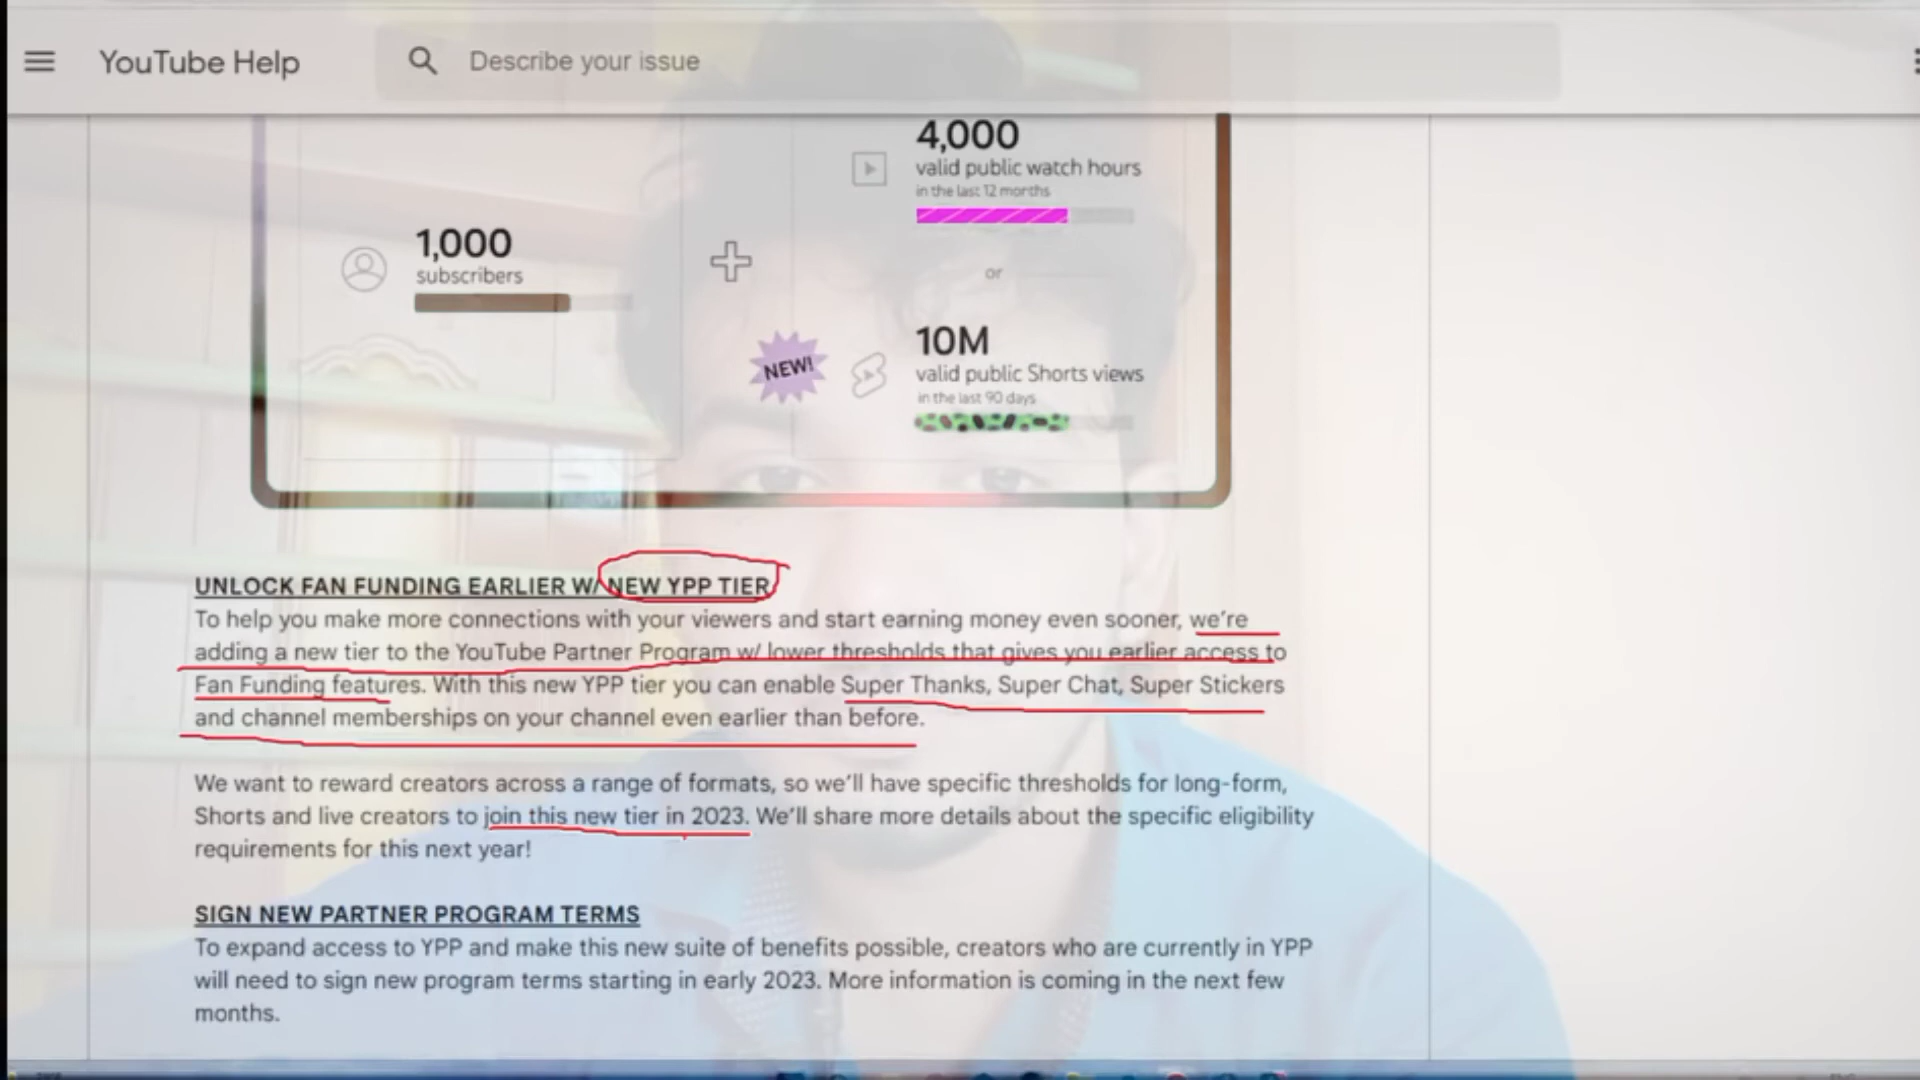 YouTube Help
Describe your issue
4,000
valid public watch hours
in the last 12 months
1,000
subscribers
or
NEW!
10M
valid public Shorts views
in the last 90 days
UNLOCK FAN FUNDING EARLIER W/ NEW YPP TIER
To help you make more connections with your viewers and start earning money even sooner, we're
adding a new tier to the YouTube Partner Program w/ lower thresholds that gives you earlier access to
Fan Funding features. With this new YPP tier you can enable Super Thanks, Super Chat, Super Stickers
and channel memberships on your channel even earlier than before.
We want to reward creators across a range of formats, so we'll have specific thresholds for long-form,
Shorts and live creators to join this new tier in 2023. We'll share more details about the specific eligibility
requirements for this next year!
SIGN NEW PARTNER PROGRAM TERMS
To expand access to YPP and make this new suite of benefits possible, creators who are currently in YPP
will need to sign new program terms starting in early 2023. More information is coming in the next few
months.